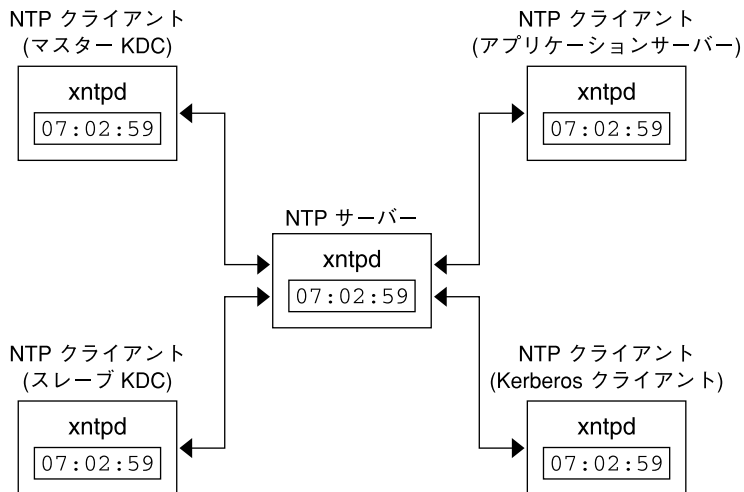 NTP クライアント
(マスター KDC)
xntpd
07:02:59
NTP クライアント
(アプリケーションサーバー)
xntpd
07:02:59
NTP サーバー
xntpd
07:02:59
NTP クライアント
(スレーブ KDC)
xntpd
07:02:59
NTP クライアント
(Kerberos クライアント)
xntpd
07:02:59